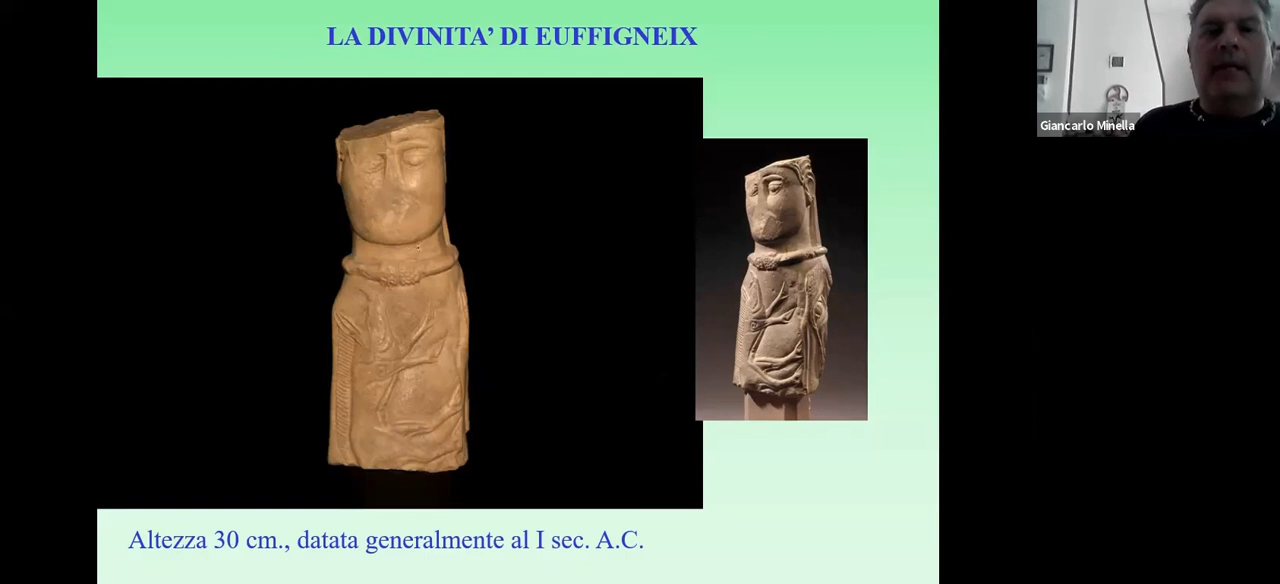 LA DIVINITA' DI EUFFIGNEIX
Giancarlo Minella
Altezza 30 cm., datata generalmente al I sec. A.C.